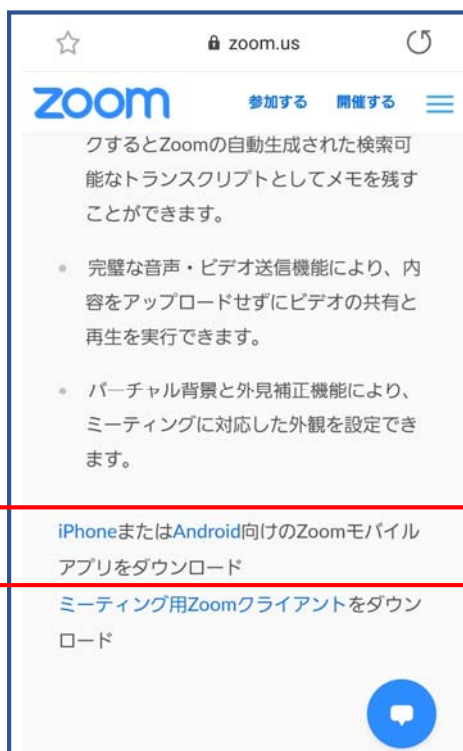 zoom.us
zoom 参加する 開催する
クするとZoomの自動生成された検索可
能なトランスクリプトとしてメモを残す
ことができます。
完璧な音声・ビデオ送信機能により、内
容をアップロードせずにビデオの共有と
再生を実行できます。
バーチャル背景と外見補正機能により、
ミーティングに対応した外観を設定でき
ます。
iPhoneまたはAndroid向けのZoomモバイル
アプリをダウンロード
ミーティング用Zoomクライアントをダウン
ロード